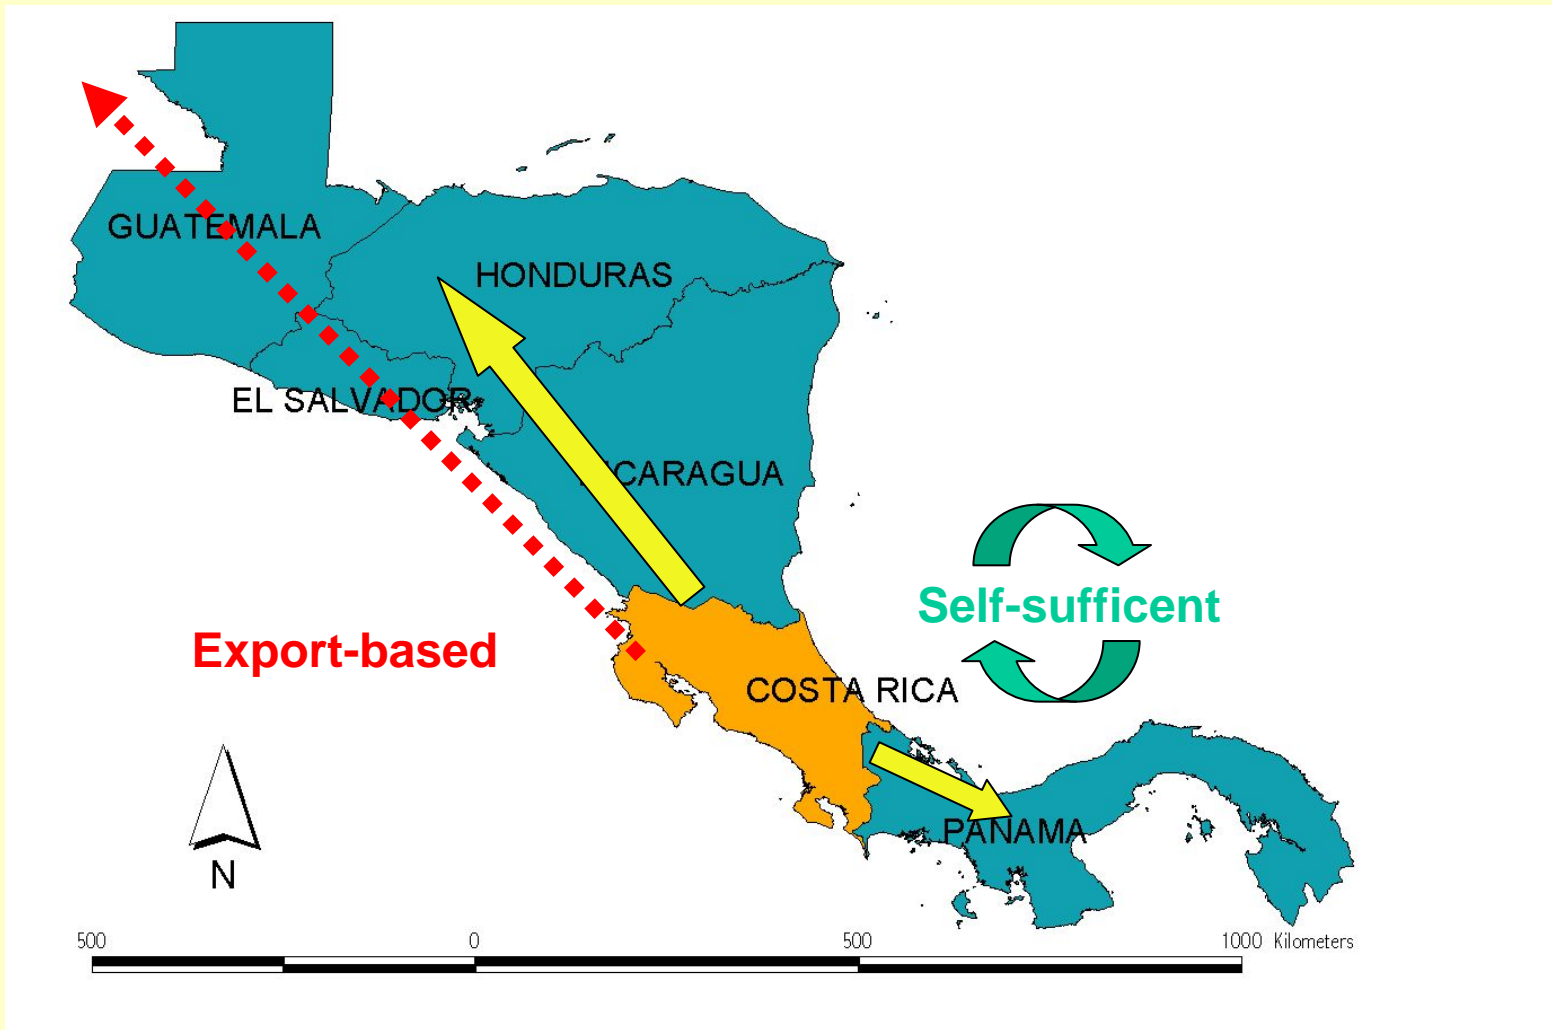 GUATEMALA
HONDURAS
EL SALVADOR
NICARAGUA
Self-sufficent
Export-based
COSTA RICA
PANAMA
N
500 0 500 1000 Kilometers